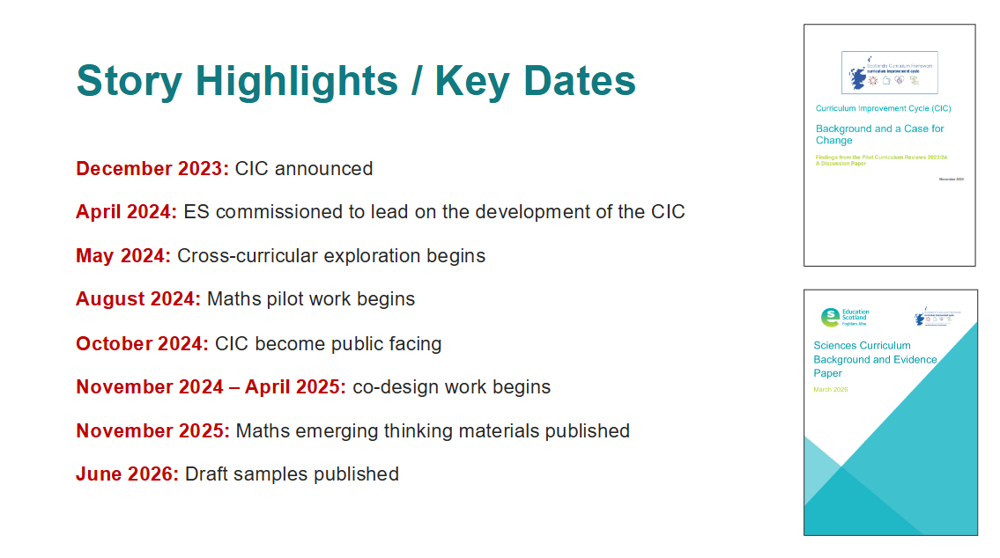 Story Highlights / Key Dates
December 2023: CIC announced
April 2024: ES commissioned to lead on the development of the CIC
May 2024: Cross-curricular exploration begins
August 2024: Maths pilot work begins
October 2024: CIC become public facing
November 2024 – April 2025: co-design work begins
November 2025: Maths emerging thinking materials published
June 2026: Draft samples published
Scotland's Curriculum Framework
curriculum improvement cycle
Curriculum Improvement Cycle (CIC)
Background and a Case for
Change
Findings from the Pilot Curriculum Reviews 2023/24:
A Discussion Paper
November 2024
Education
Scotland
Foghlam Alba
Sciences Curriculum
Background and Evidence
Paper